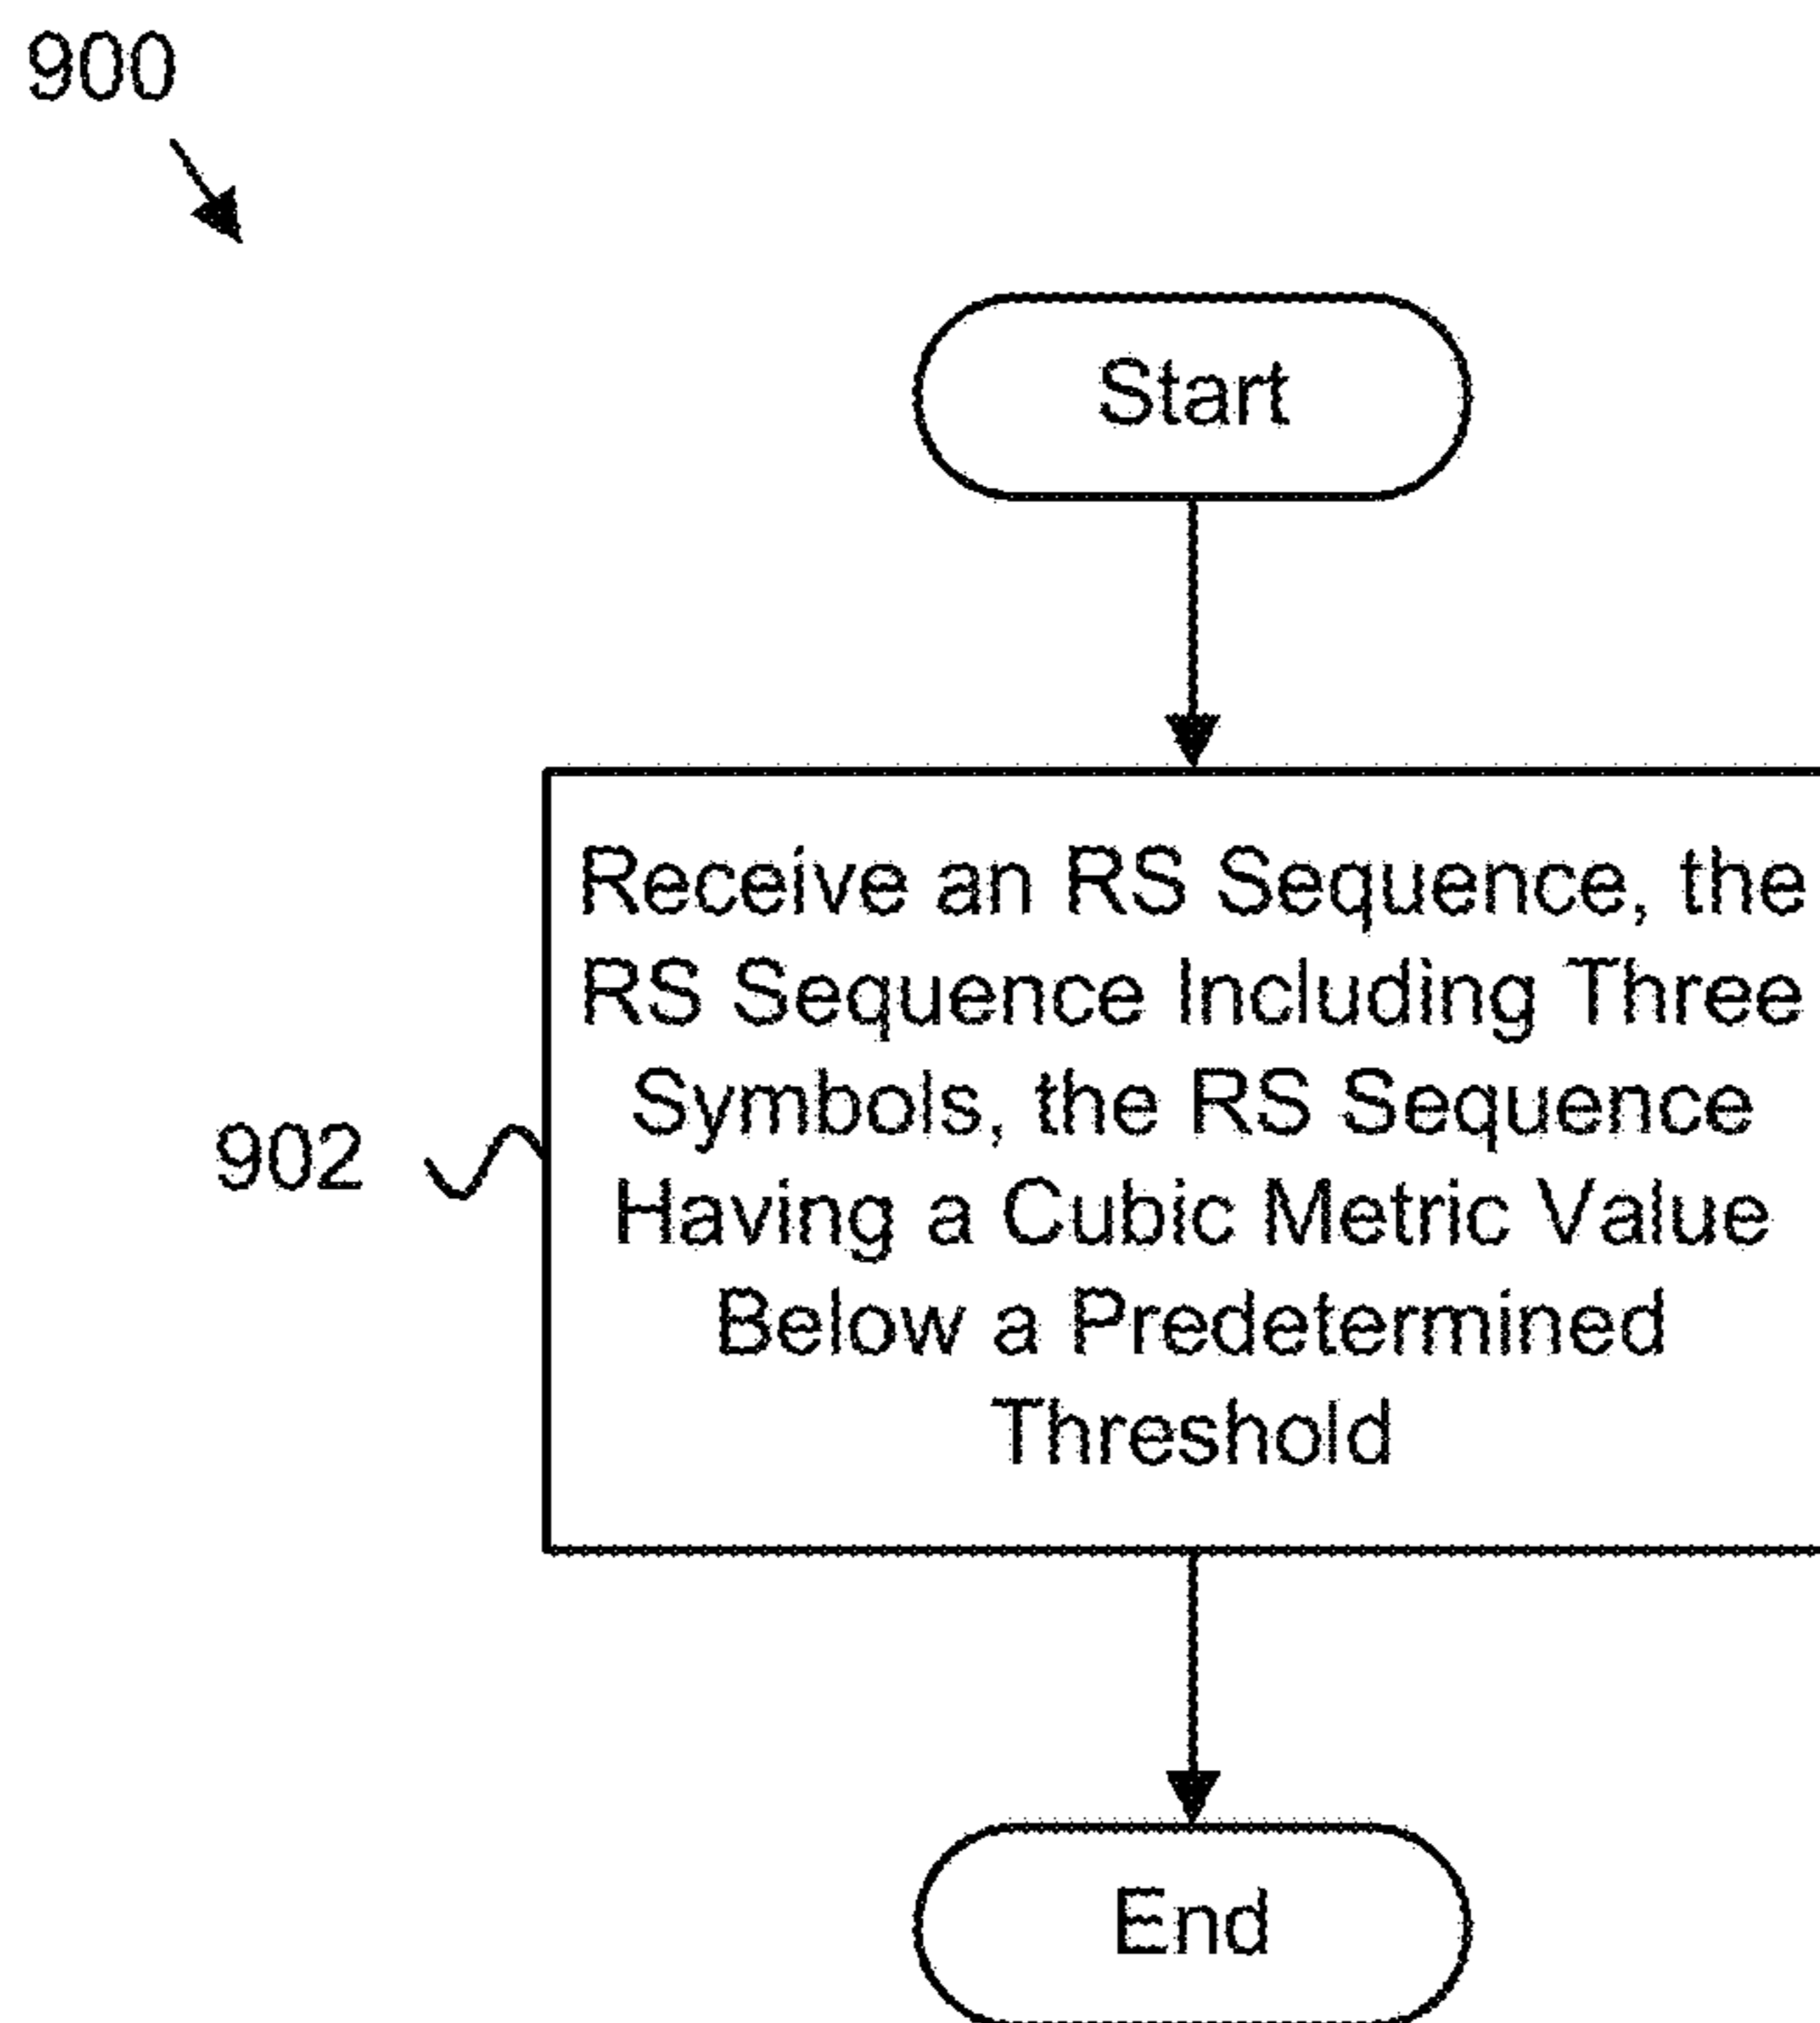 900
Start
Receive an RS Sequence, the
RS Sequence Including Three
Symbols, the RS Sequence
Having a Cubic Metric Value
Below a Predetermined
Threshold
902
End